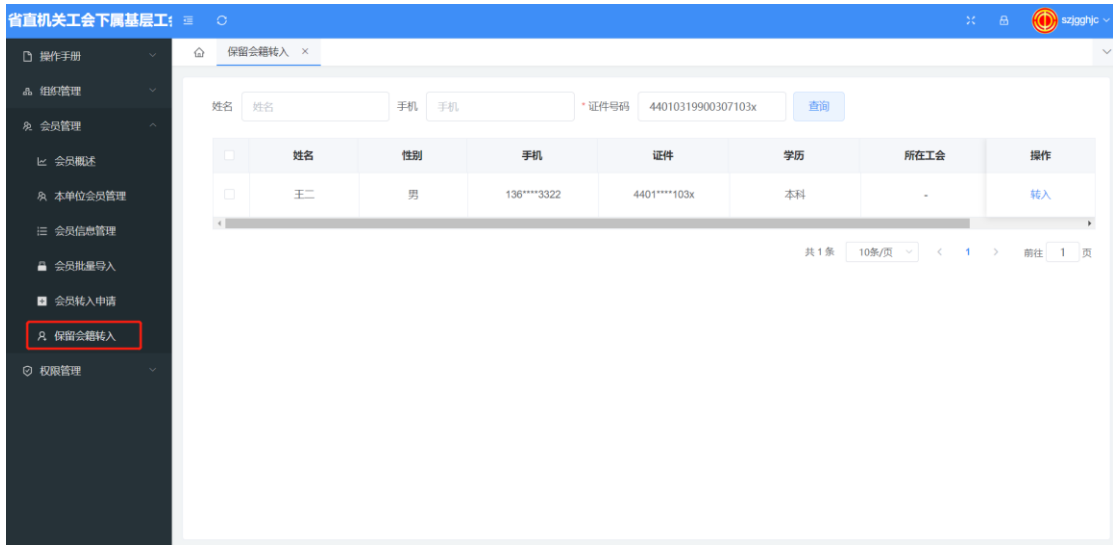 省直机关工会下属基层工会
szjgghjc
操作手册
保留会籍转入 ×
组织管理
姓名 姓名 手机 手机 * 证件号码 44010319900307103x 查询
会员管理
姓名 性别 手机 证件 学历 所在工会 操作
会员概述
王二 男 136****3322 4401****103x 本科 - 转入
本单位会员管理
会员信息管理
共 1 条 10条/页 < 1 > 前往 1 页
会员批量导入
会员转入申请
保留会籍转入
权限管理